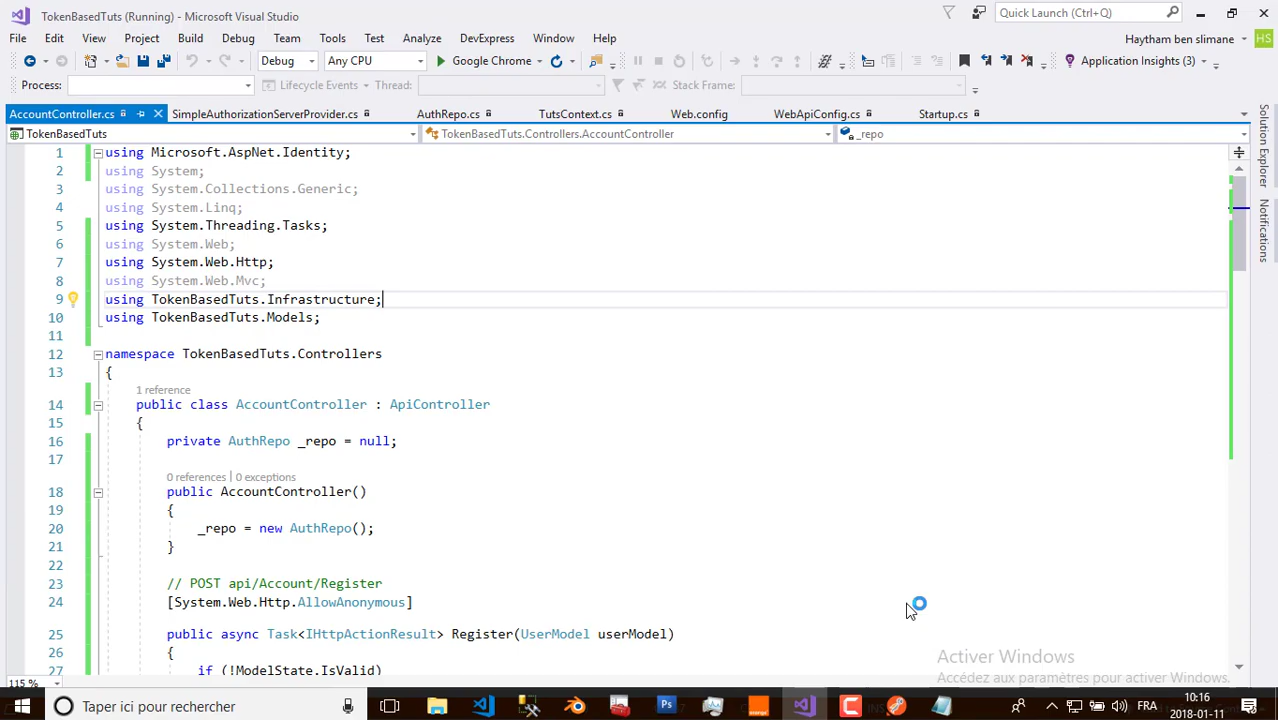 TokenBasedTuts (Running) - Microsoft Visual Studio
Quick Launch (Ctrl+Q)
File Edit View Project Build Debug Team Tools Test Analyze DevExpress Window Help
Haytham ben slimane HS
Debug Any CPU Google Chrome Application Insights (3)
Process: Lifecycle Events Thread: Stack Frame:
AccountController.cs SimpleAuthorizationServerProvider.cs AuthRepo.cs TutsContext.cs Web.config WebApiConfig.cs Startup.cs
TokenBasedTuts TokenBasedTuts.Controllers.AccountController _repo
Solution Explorer
Notifications
1 using Microsoft.AspNet.Identity;
2 using System;
3 using System.Collections.Generic;
4 using System.Linq;
5 using System.Threading.Tasks;
6 using System.Web;
7 using System.Web.Http;
8 using System.Web.Mvc;
9 using TokenBasedTuts.Infrastructure;
10 using TokenBasedTuts.Models;
11
12 namespace TokenBasedTuts.Controllers
13 {
1 reference
14 public class AccountController : ApiController
15 {
16 private AuthRepo _repo = null;
17
0 references | 0 exceptions
18 public AccountController()
19 {
20 _repo = new AuthRepo();
21 }
22
23 // POST api/Account/Register
24 [System.Web.Http.AllowAnonymous]
25 public async Task<IHttpActionResult> Register(UserModel userModel)
26 {
27 if (!ModelState.IsValid)
115 %
Activer Windows
Accédez aux paramètres pour activer Windows.
Taper ici pour rechercher
Ps
orange
FRA
10:16
2018-01-11